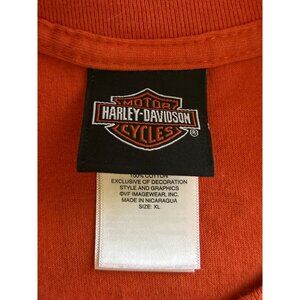 MOTOR
HARLEY-DAVIDSON
CYCLES
®
100% COTTON
EXCLUSIVE OF DECORATION
STYLE AND GRAPHICS
©VF IMAGEWEAR, INC.
MADE IN NICARAGUA
SIZE: XL